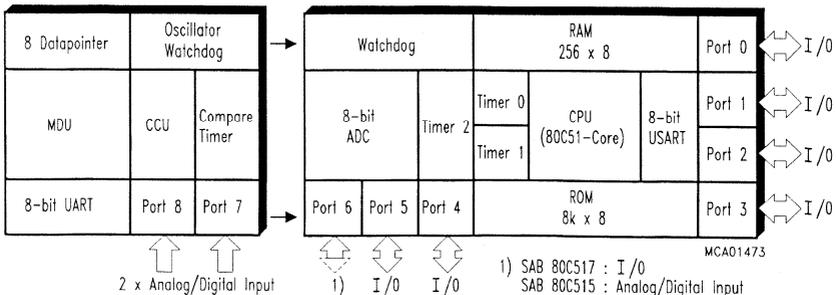 8 Datapointer
Oscillator
Watchdog
MDU
CCU
Compare
Timer
8-bit UART
Port 8
Port 7
2 x Analog/Digital Input
Watchdog
RAM
256 x 8
Port 0
I/0
8-bit
ADC
Timer 2
Timer 0
Timer 1
CPU
(80C51-Core)
8-bit
USART
Port 1
I/0
Port 2
I/0
Port 6
Port 5
Port 4
ROM
8k x 8
Port 3
I/0
MCA01473
1)
I/0
I/0
1) SAB 80C517 : I/0
SAB 80C515 : Analog/Digital Input